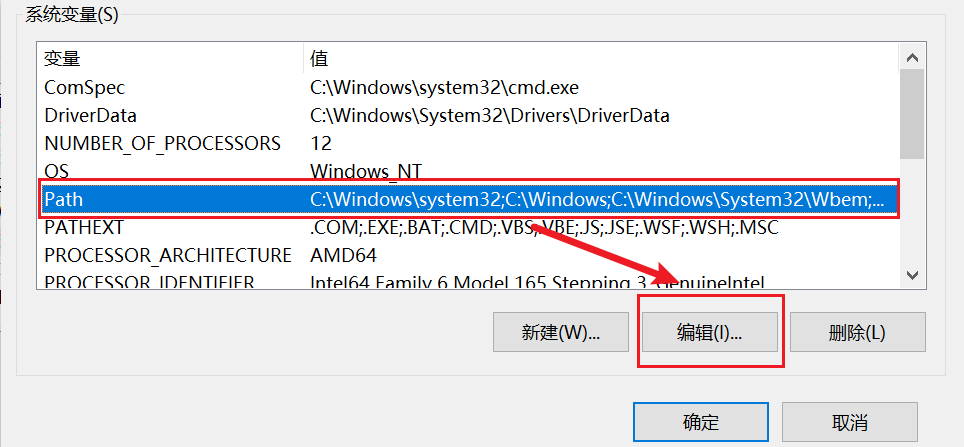 系统变量(S)
变量 值
ComSpec C:\Windows\system32\cmd.exe
DriverData C:\Windows\System32\Drivers\DriverData
NUMBER_OF_PROCESSORS 12
OS Windows_NT
Path C:\Windows\system32;C:\Windows;C:\Windows\System32\Wbem;...
PATHEXT .COM;.EXE;.BAT;.CMD;.VBS;.VBE;.JS;.JSE;.WSF;.WSH;.MSC
PROCESSOR_ARCHITECTURE AMD64
PROCESSOR_IDENTIFIER Intel64 Family 6 Model 165 Stepping 3, GenuineIntel
新建(W)... 编辑(I)... 删除(L)
确定 取消